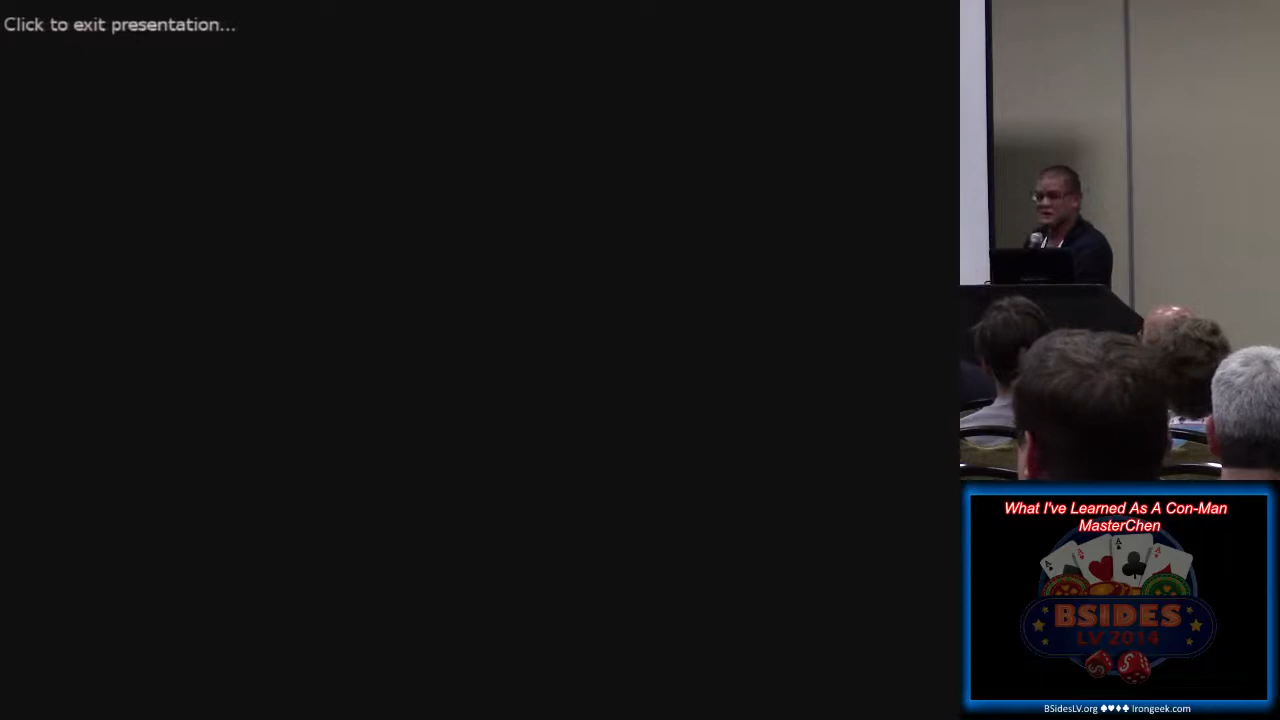 Click to exit presentation...
What I've Learned As A Con-Man
MasterChen
BSIDES
LV 2014
BSidesLV.org ♠♥♦♣ Irongeek.com